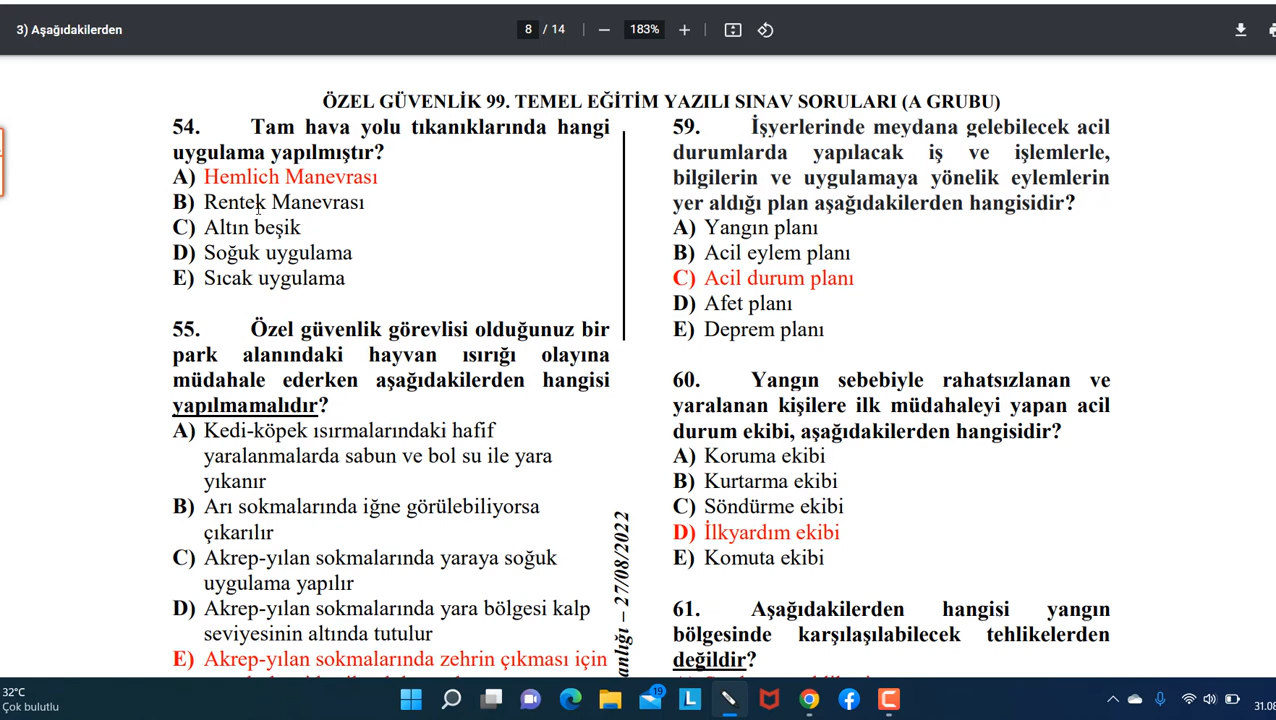 3) Aşağıdakilerden
8 / 14
183%
ÖZEL GÜVENLİK 99. TEMEL EĞİTİM YAZILI SINAV SORULARI (A GRUBU)
54. Tam hava yolu tıkanıklarında hangi
uygulama yapılmıştır?
A) Hemlich Manevrası
B) Rentek Manevrası
C) Altın beşik
D) Soğuk uygulama
E) Sıcak uygulama
55. Özel güvenlik görevlisi olduğunuz bir
park alanındaki hayvan ısırığı olayına
müdahale ederken aşağıdakilerden hangisi
yapılmamalıdır?
A) Kedi-köpek ısırmalarındaki hafif
yaralanmalarda sabun ve bol su ile yara
yıkanır
B) Arı sokmalarında iğne görülebiliyorsa
çıkarılır
C) Akrep-yılan sokmalarında yaraya soğuk
uygulama yapılır
D) Akrep-yılan sokmalarında yara bölgesi kalp
seviyesinin altında tutulur
E) Akrep-yılan sokmalarında zehrin çıkması için
anlığı – 27/08/2022
59. İşyerlerinde meydana gelebilecek acil
durumlarda yapılacak iş ve işlemlerle,
bilgilerin ve uygulamaya yönelik eylemlerin
yer aldığı plan aşağıdakilerden hangisidir?
A) Yangın planı
B) Acil eylem planı
C) Acil durum planı
D) Afet planı
E) Deprem planı
60. Yangın sebebiyle rahatsızlanan ve
yaralanan kişilere ilk müdahaleyi yapan acil
durum ekibi, aşağıdakilerden hangisidir?
A) Koruma ekibi
B) Kurtarma ekibi
C) Söndürme ekibi
D) İlkyardım ekibi
E) Komuta ekibi
61. Aşağıdakilerden hangisi yangın
bölgesinde karşılaşılabilecek tehlikelerden
değildir?
32°C
Çok bulutlu
19
L
31.08